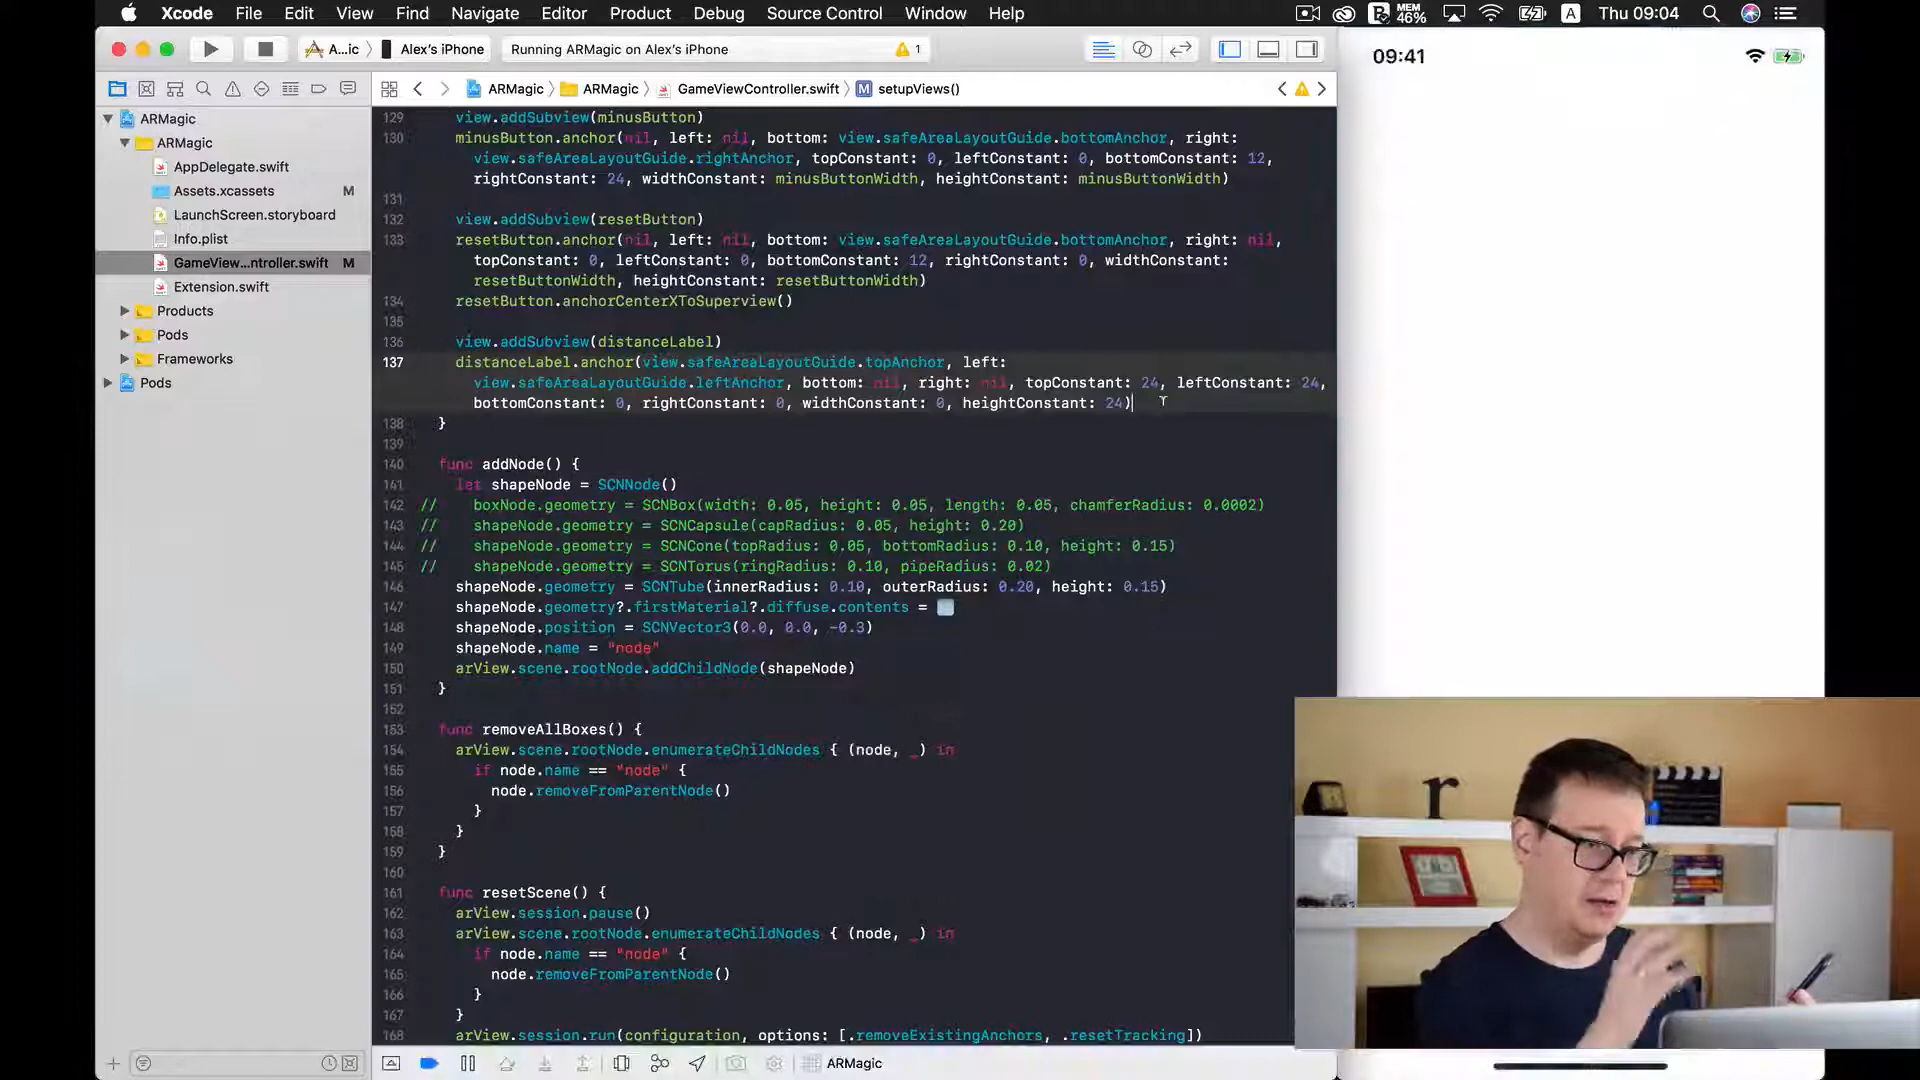 Xcode File Edit View Find Navigate Editor Product Debug Source Control Window Help MEM 46% A Thu 09:04
A...ic Alex's iPhone Running ARMagic on Alex's iPhone 1
09:41
ARMagic ARMagic GameViewController.swift M setupViews()
ARMagic
ARMagic
AppDelegate.swift
Assets.xcassets M
LaunchScreen.storyboard
Info.plist
GameView...ntroller.swift M
Extension.swift
Products
Pods
Frameworks
Pods
129 view.addSubview(minusButton)
130 minusButton.anchor(nil, left: nil, bottom: view.safeAreaLayoutGuide.bottomAnchor, right:
view.safeAreaLayoutGuide.rightAnchor, topConstant: 0, leftConstant: 0, bottomConstant: 12,
rightConstant: 24, widthConstant: minusButtonWidth, heightConstant: minusButtonWidth)
131
132 view.addSubview(resetButton)
133 resetButton.anchor(nil, left: nil, bottom: view.safeAreaLayoutGuide.bottomAnchor, right: nil,
topConstant: 0, leftConstant: 0, bottomConstant: 12, rightConstant: 0, widthConstant:
resetButtonWidth, heightConstant: resetButtonWidth)
134 resetButton.anchorCenterXToSuperview()
135
136 view.addSubview(distanceLabel)
137 distanceLabel.anchor(view.safeAreaLayoutGuide.topAnchor, left:
view.safeAreaLayoutGuide.leftAnchor, bottom: nil, right: nil, topConstant: 24, leftConstant: 24,
bottomConstant: 0, rightConstant: 0, widthConstant: 0, heightConstant: 24)
138 }
139
140 func addNode() {
141 let shapeNode = SCNNode()
142 // boxNode.geometry = SCNBox(width: 0.05, height: 0.05, length: 0.05, chamferRadius: 0.0002)
143 // shapeNode.geometry = SCNCapsule(capRadius: 0.05, height: 0.20)
144 // shapeNode.geometry = SCNCone(topRadius: 0.05, bottomRadius: 0.10, height: 0.15)
145 // shapeNode.geometry = SCNTorus(ringRadius: 0.10, pipeRadius: 0.02)
146 shapeNode.geometry = SCNTube(innerRadius: 0.10, outerRadius: 0.20, height: 0.15)
147 shapeNode.geometry?.firstMaterial?.diffuse.contents =
148 shapeNode.position = SCNVector3(0.0, 0.0, -0.3)
149 shapeNode.name = "node"
150 arView.scene.rootNode.addChildNode(shapeNode)
151 }
152
153 func removeAllBoxes() {
154 arView.scene.rootNode.enumerateChildNodes { (node, _) in
155 if node.name == "node" {
156 node.removeFromParentNode()
157 }
158 }
159 }
160
161 func resetScene() {
162 arView.session.pause()
163 arView.scene.rootNode.enumerateChildNodes { (node, _) in
164 if node.name == "node" {
165 node.removeFromParentNode()
166 }
167 }
168 arView.session.run(configuration, options: [.removeExistingAnchors, .resetTracking])
ARMagic
r